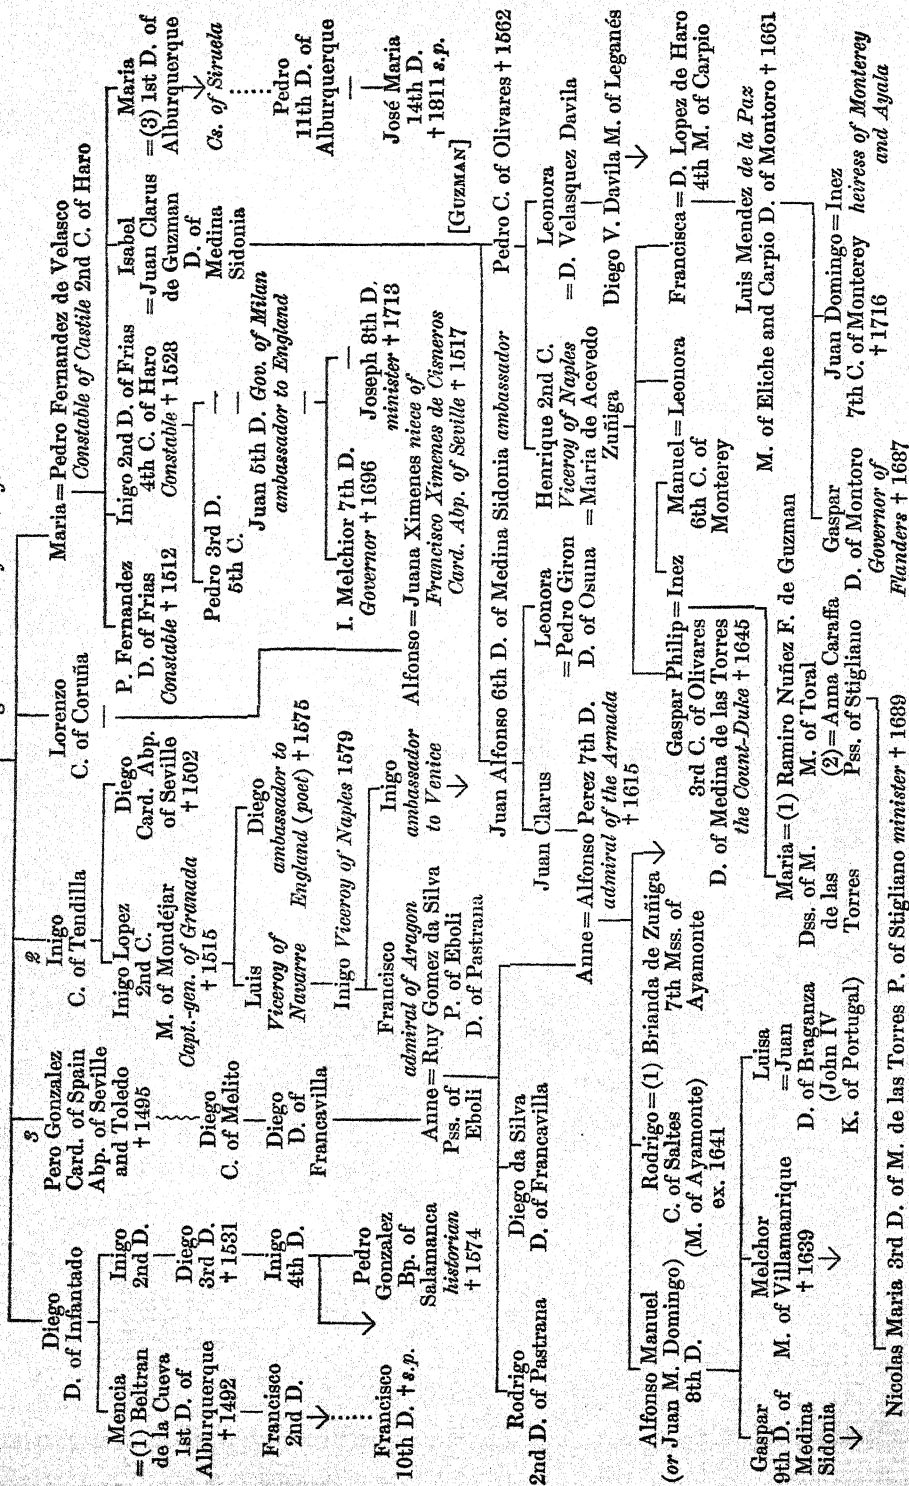 Diego
D. of Infantado
3
Pero Gonzalez
Card. of Spain
Abp. of Seville
and Toledo
† 1495
2
Inigo
C. of Tendilla
Lorenzo
C. of Coruña
Maria = Pedro Fernandez de Velasco
Constable of Castile 2nd C. of Haro
Mencia
=(1) Beltran
de la Cueva
1st D. of
Alburquerque
† 1492
Inigo
2nd D.
Diego
3rd D.
† 1531
Inigo
4th D.
Francisco
2nd D.
Francisco
10th D. † s.p.
Pedro
Gonzalez
Bp. of
Salamanca
historian
† 1574
Diego
C. of Melito
Diego
D. of
Francavilla
Inigo Lopez
2nd C.
M. of Mondéjar
Capt.-gen. of Granada
† 1515
Diego
Card. Abp.
of Seville
† 1502
Luis
Viceroy of
Navarre
Diego
ambassador to
England (poet) † 1575
Inigo Viceroy of Naples 1579
Francisco
admiral of Aragon
Inigo
ambassador
to Venice
P. Fernandez
D. of Frias
Constable † 1512
Inigo 2nd D. of Frias
4th C. of Haro
Constable † 1528
Isabel
=Juan Clarus
de Guzman
D. of
Medina
Sidonia
Maria
=(3) 1st D. of
Alburquerque
Cs. of Siruela
Pedro
11th D. of
Alburquerque
José Maria
14th D.
† 1811 s.p.
Pedro 3rd D.
5th C.
Juan 5th D. Gov. of Milan
ambassador to England
I. Melchior 7th D.
Governor † 1696
Joseph 8th D.
minister † 1713
Alfonso = Juana Ximenes niece of
Francisco Ximenes de Cisneros
Card. Abp. of Seville † 1517
[GUZMAN]
Anne = Ruy Gomez da Silva
Pss. of
Eboli
P. of Eboli
D. of Pastrana
Rodrigo
2nd D. of Pastrana
Diego da Silva
D. of Francavilla
Juan Alfonso 6th D. of Medina Sidonia ambassador
Pedro C. of Olivares † 1562
Juan Clarus
Leonora
=Pedro Giron
D. of Osuna
Henrique 2nd C.
Viceroy of Naples
=Maria de Acevedo
Zuñiga
Leonora
=D. Velasquez Davila
Diego V. Davila M. of Leganés
Anne = Alfonso Perez 7th D.
admiral of the Armada
† 1615
Alfonso Manuel
(or Juan M. Domingo)
8th D.
Rodrigo = (1) Brianda de Zuñiga
C. of Saltes
(M. of Ayamonte)
ex. 1641
7th Mss. of
Ayamonte
Gaspar Philip = Inez
3rd C. of Olivares
D. of Medina de las Torres
the Count-Duke † 1645
Manuel = Leonora
6th C. of
Monterey
Francisca = D. Lopez de Haro
4th M. of Carpio
Luis Mendez de la Paz
M. of Eliche and Carpio D. of Montoro † 1661
Gaspar
9th D. of
Medina
Sidonia
Melchor
M. of Villamanrique
† 1639
Luisa
=Juan
D. of Braganza
(John IV
K. of Portugal)
Maria = (1) Ramiro Nuñez F. de Guzman
Dss. of M.
de las
Torres
M. of Toral
(2) = Anna Caraffa
Pss. of Stigliano
Gaspar
D. of Montoro
Governor of
Flanders † 1687
Juan Domingo = Inez
7th C. of Monterey
† 1716
heiress of Monterey
and Ayala
Nicolas Maria 3rd D. of M. de las Torres P. of Stigliano minister † 1689